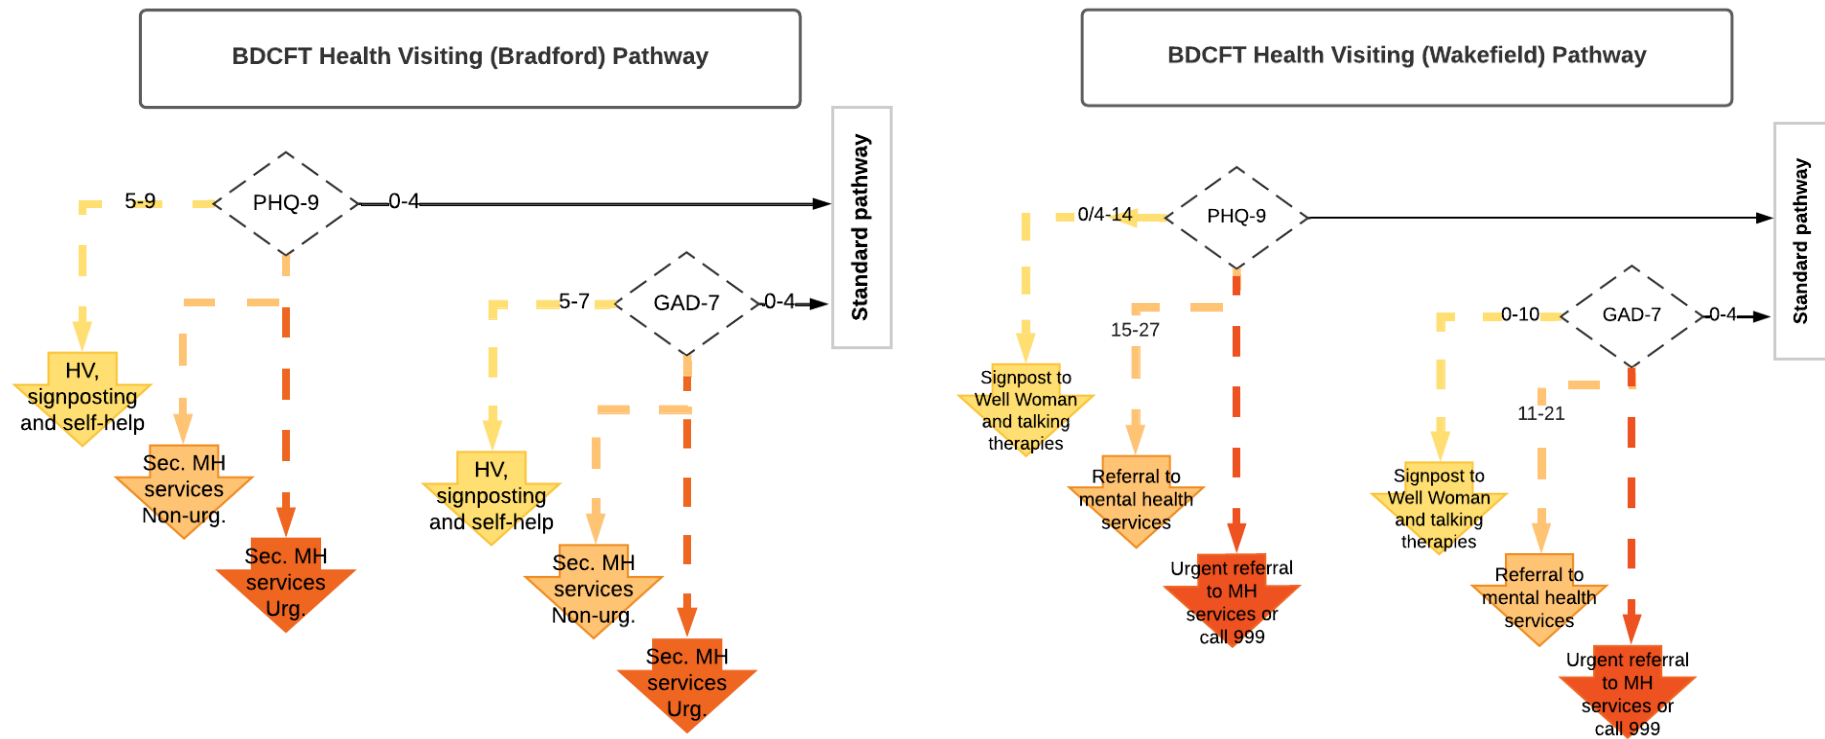 BDCFT Health Visiting (Bradford) Pathway
PHQ-9
5-9
0-4
Standard pathway
GAD-7
5-7
0-4
HV,
signposting
and self-help
Sec. MH
services
Non-urg.
Sec. MH
services
Urg.
HV,
signposting
and self-help
Sec. MH
services
Non-urg.
Sec. MH
services
Urg.
BDCFT Health Visiting (Wakefield) Pathway
PHQ-9
0/4-14
Standard pathway
GAD-7
0-10
0-4
15-27
11-21
Signpost to
Well Woman
and talking
therapies
Referral to
mental health
services
Urgent referral
to MH
services or
call 999
Signpost to
Well Woman
and talking
therapies
Referral to
mental health
services
Urgent referral
to MH
services or
call 999